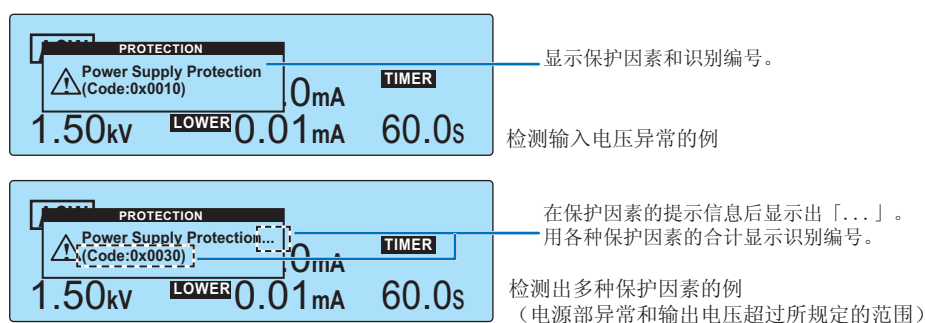 PROTECTION
Power Supply Protection
(Code:0x0010)
.0mA
TIMER
1.50kV LOWER 0.01mA 60.0s
显示保护因素和识别编号。
检测输入电压异常的例
PROTECTION
Power Supply Protection...
(Code:0x0030)
0mA
TIMER
1.50kV LOWER 0.01mA 60.0s
在保护因素的提示信息后显示出「...」。
用各种保护因素的合计显示识别编号。
检测出多种保护因素的例
（电源部异常和输出电压超过所规定的范围）